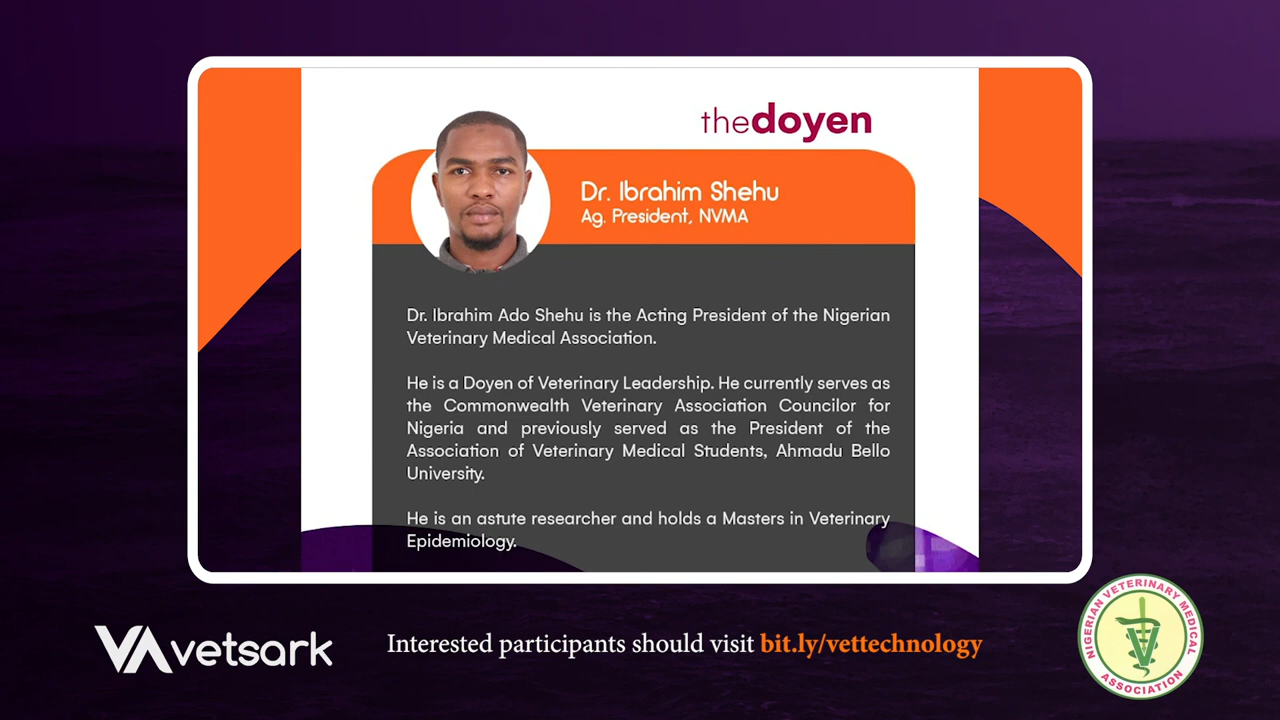 thedoyen
Dr. Ibrahim Shehu
Ag. President, NVMA
Dr. Ibrahim Ado Shehu is the Acting President of the Nigerian
Veterinary Medical Association.
He is a Doyen of Veterinary Leadership. He currently serves as
the Commonwealth Veterinary Association Councilor for
Nigeria and previously served as the President of the
Association of Veterinary Medical Students, Ahmadu Bello
University.
He is an astute researcher and holds a Masters in Veterinary
Epidemiology.
VA vetsark
Interested participants should visit bit.ly/vettechnology
NIGERIAN VETERINARY MEDICAL
ASSOCIATION
V